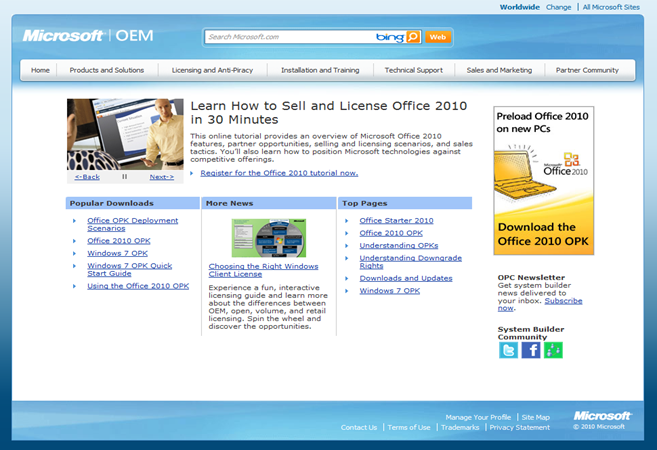 Worldwide Change | All Microsoft Sites
Microsoft | OEM
Search Microsoft.com bing Web
Home
Products and Solutions
Licensing and Anti-Piracy
Installation and Training
Technical Support
Sales and Marketing
Partner Community
Learn How to Sell and License Office 2010
in 30 Minutes
This online tutorial provides an overview of Microsoft Office 2010
features, partner opportunities, selling and licensing scenarios, and sales
tactics. You'll also learn how to position Microsoft technologies against
competitive offerings.
Register for the Office 2010 tutorial now.
<-Back II Next->
Preload Office 2010
on new PCs
Microsoft
Office 2010
Download the
Office 2010 OPK
Popular Downloads
Office OPK Deployment
Scenarios
Office 2010 OPK
Windows 7 OPK
Windows 7 OPK Quick
Start Guide
Using the Office 2010 OPK
More News
Choosing the Right Windows
Client License
Experience a fun, interactive
licensing guide and learn more
about the differences between
OEM, open, volume, and retail
licensing. Spin the wheel and
discover the opportunities.
Top Pages
Office Starter 2010
Office 2010 OPK
Understanding OPKs
Understanding Downgrade
Rights
Downloads and Updates
Windows 7 OPK
OPC Newsletter
Get system builder
news delivered to
your inbox. Subscribe
now.
System Builder
Community
Manage Your Profile | Site Map
Contact Us | Terms of Use | Trademarks | Privacy Statement
Microsoft
© 2010 Microsoft